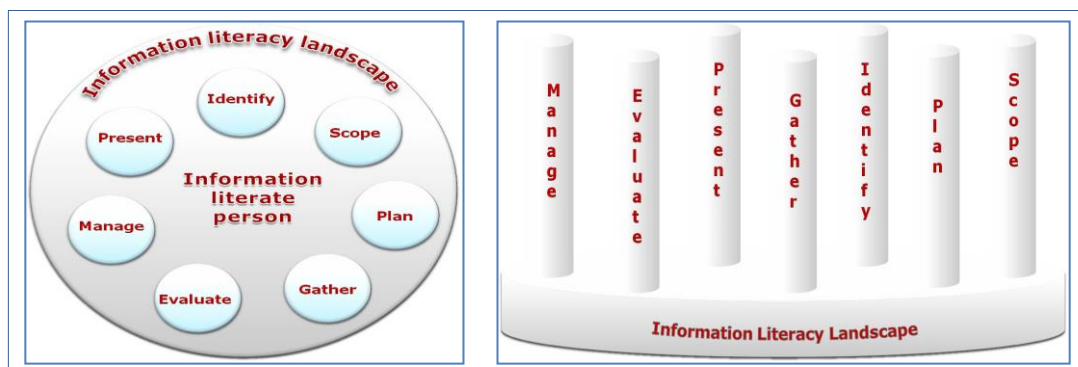 Information literacy landscape
Identify
Scope
Present
Information
literate
person
Plan
Manage
Gather
Evaluate
Manage
Evaluate
Present
Gather
Identify
Plan
Scope
Information Literacy Landscape